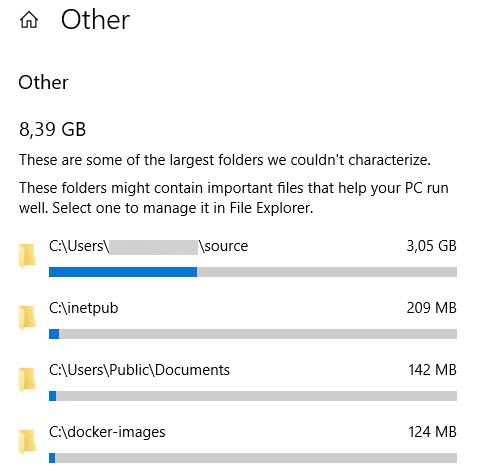 Other
Other
8,39 GB
These are some of the largest folders we couldn't characterize.
These folders might contain important files that help your PC run
well. Select one to manage it in File Explorer.
C:\Users\ \source 3,05 GB
C:\inetpub 209 MB
C:\Users\Public\Documents 142 MB
C:\docker-images 124 MB